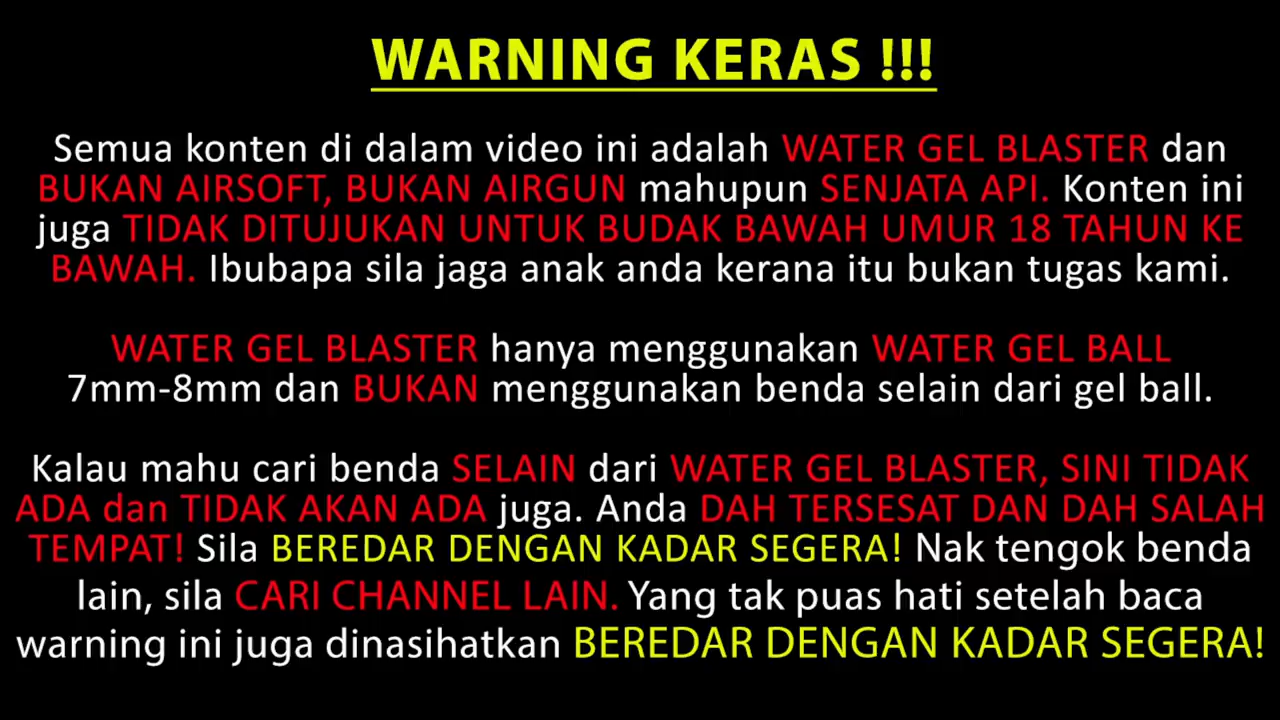 WARNING KERAS !!!
Semua konten di dalam video ini adalah WATER GEL BLASTER dan
BUKAN AIRSOFT, BUKAN AIRGUN mahupun SENJATA API. Konten ini
juga TIDAK DITUJUKAN UNTUK BUDAK BAWAH UMUR 18 TAHUN KE
BAWAH. Ibubapa sila jaga anak anda kerana itu bukan tugas kami.
WATER GEL BLASTER hanya menggunakan WATER GEL BALL
7mm-8mm dan BUKAN menggunakan benda selain dari gel ball.
Kalau mahu cari benda SELAIN dari WATER GEL BLASTER, SINI TIDAK
ADA dan TIDAK AKAN ADA juga. Anda DAH TERSESAT DAN DAH SALAH
TEMPAT! Sila BEREDAR DENGAN KADAR SEGERA! Nak tengok benda
lain, sila CARI CHANNEL LAIN. Yang tak puas hati setelah baca
warning ini juga dinasihatkan BEREDAR DENGAN KADAR SEGERA!